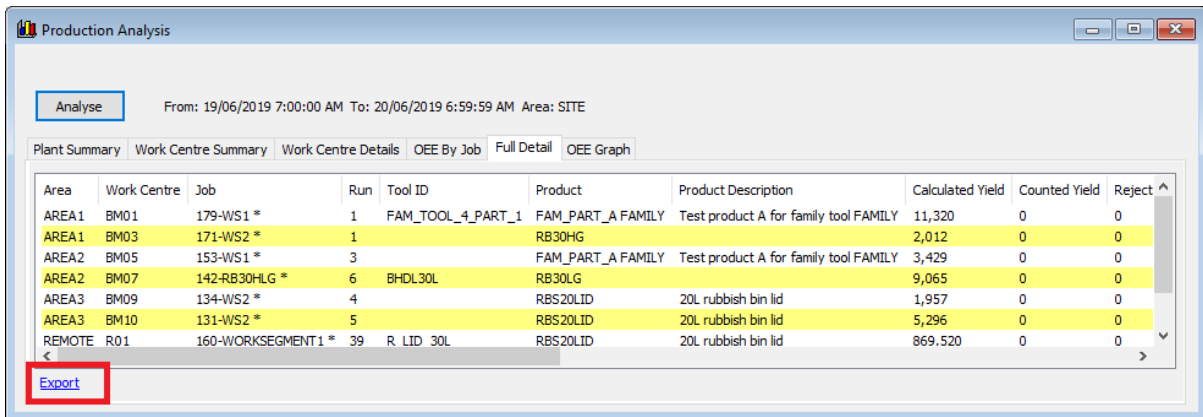 Production Analysis
Analyse From: 19/06/2019 7:00:00 AM To: 20/06/2019 6:59:59 AM Area: SITE
Plant Summary Work Centre Summary Work Centre Details OEE By Job Full Detail OEE Graph
Area Work Centre Job Run Tool ID Product Product Description Calculated Yield Counted Yield Reject
AREA1 BM01 179-WS1 * 1 FAM_TOOL_4_PART_1 FAM_PART_A FAMILY Test product A for family tool FAMILY 11,320 0 0
AREA1 BM03 171-WS2 * 1 RB30HG 2,012 0 0
AREA2 BM05 153-WS1 * 3 FAM_PART_A FAMILY Test product A for family tool FAMILY 3,429 0 0
AREA2 BM07 142-RB30HLG * 6 BHDL30L RB30LG 9,065 0 0
AREA3 BM09 134-WS2 * 4 RBS20LID 20L rubbish bin lid 1,957 0 0
AREA3 BM10 131-WS2 * 5 RBS20LID 20L rubbish bin lid 5,296 0 0
REMOTE R01 160-WORKSEGMENT1 * 39 R_LID_30L RBS20LID 20L rubbish bin lid 869,520 0 0
Export